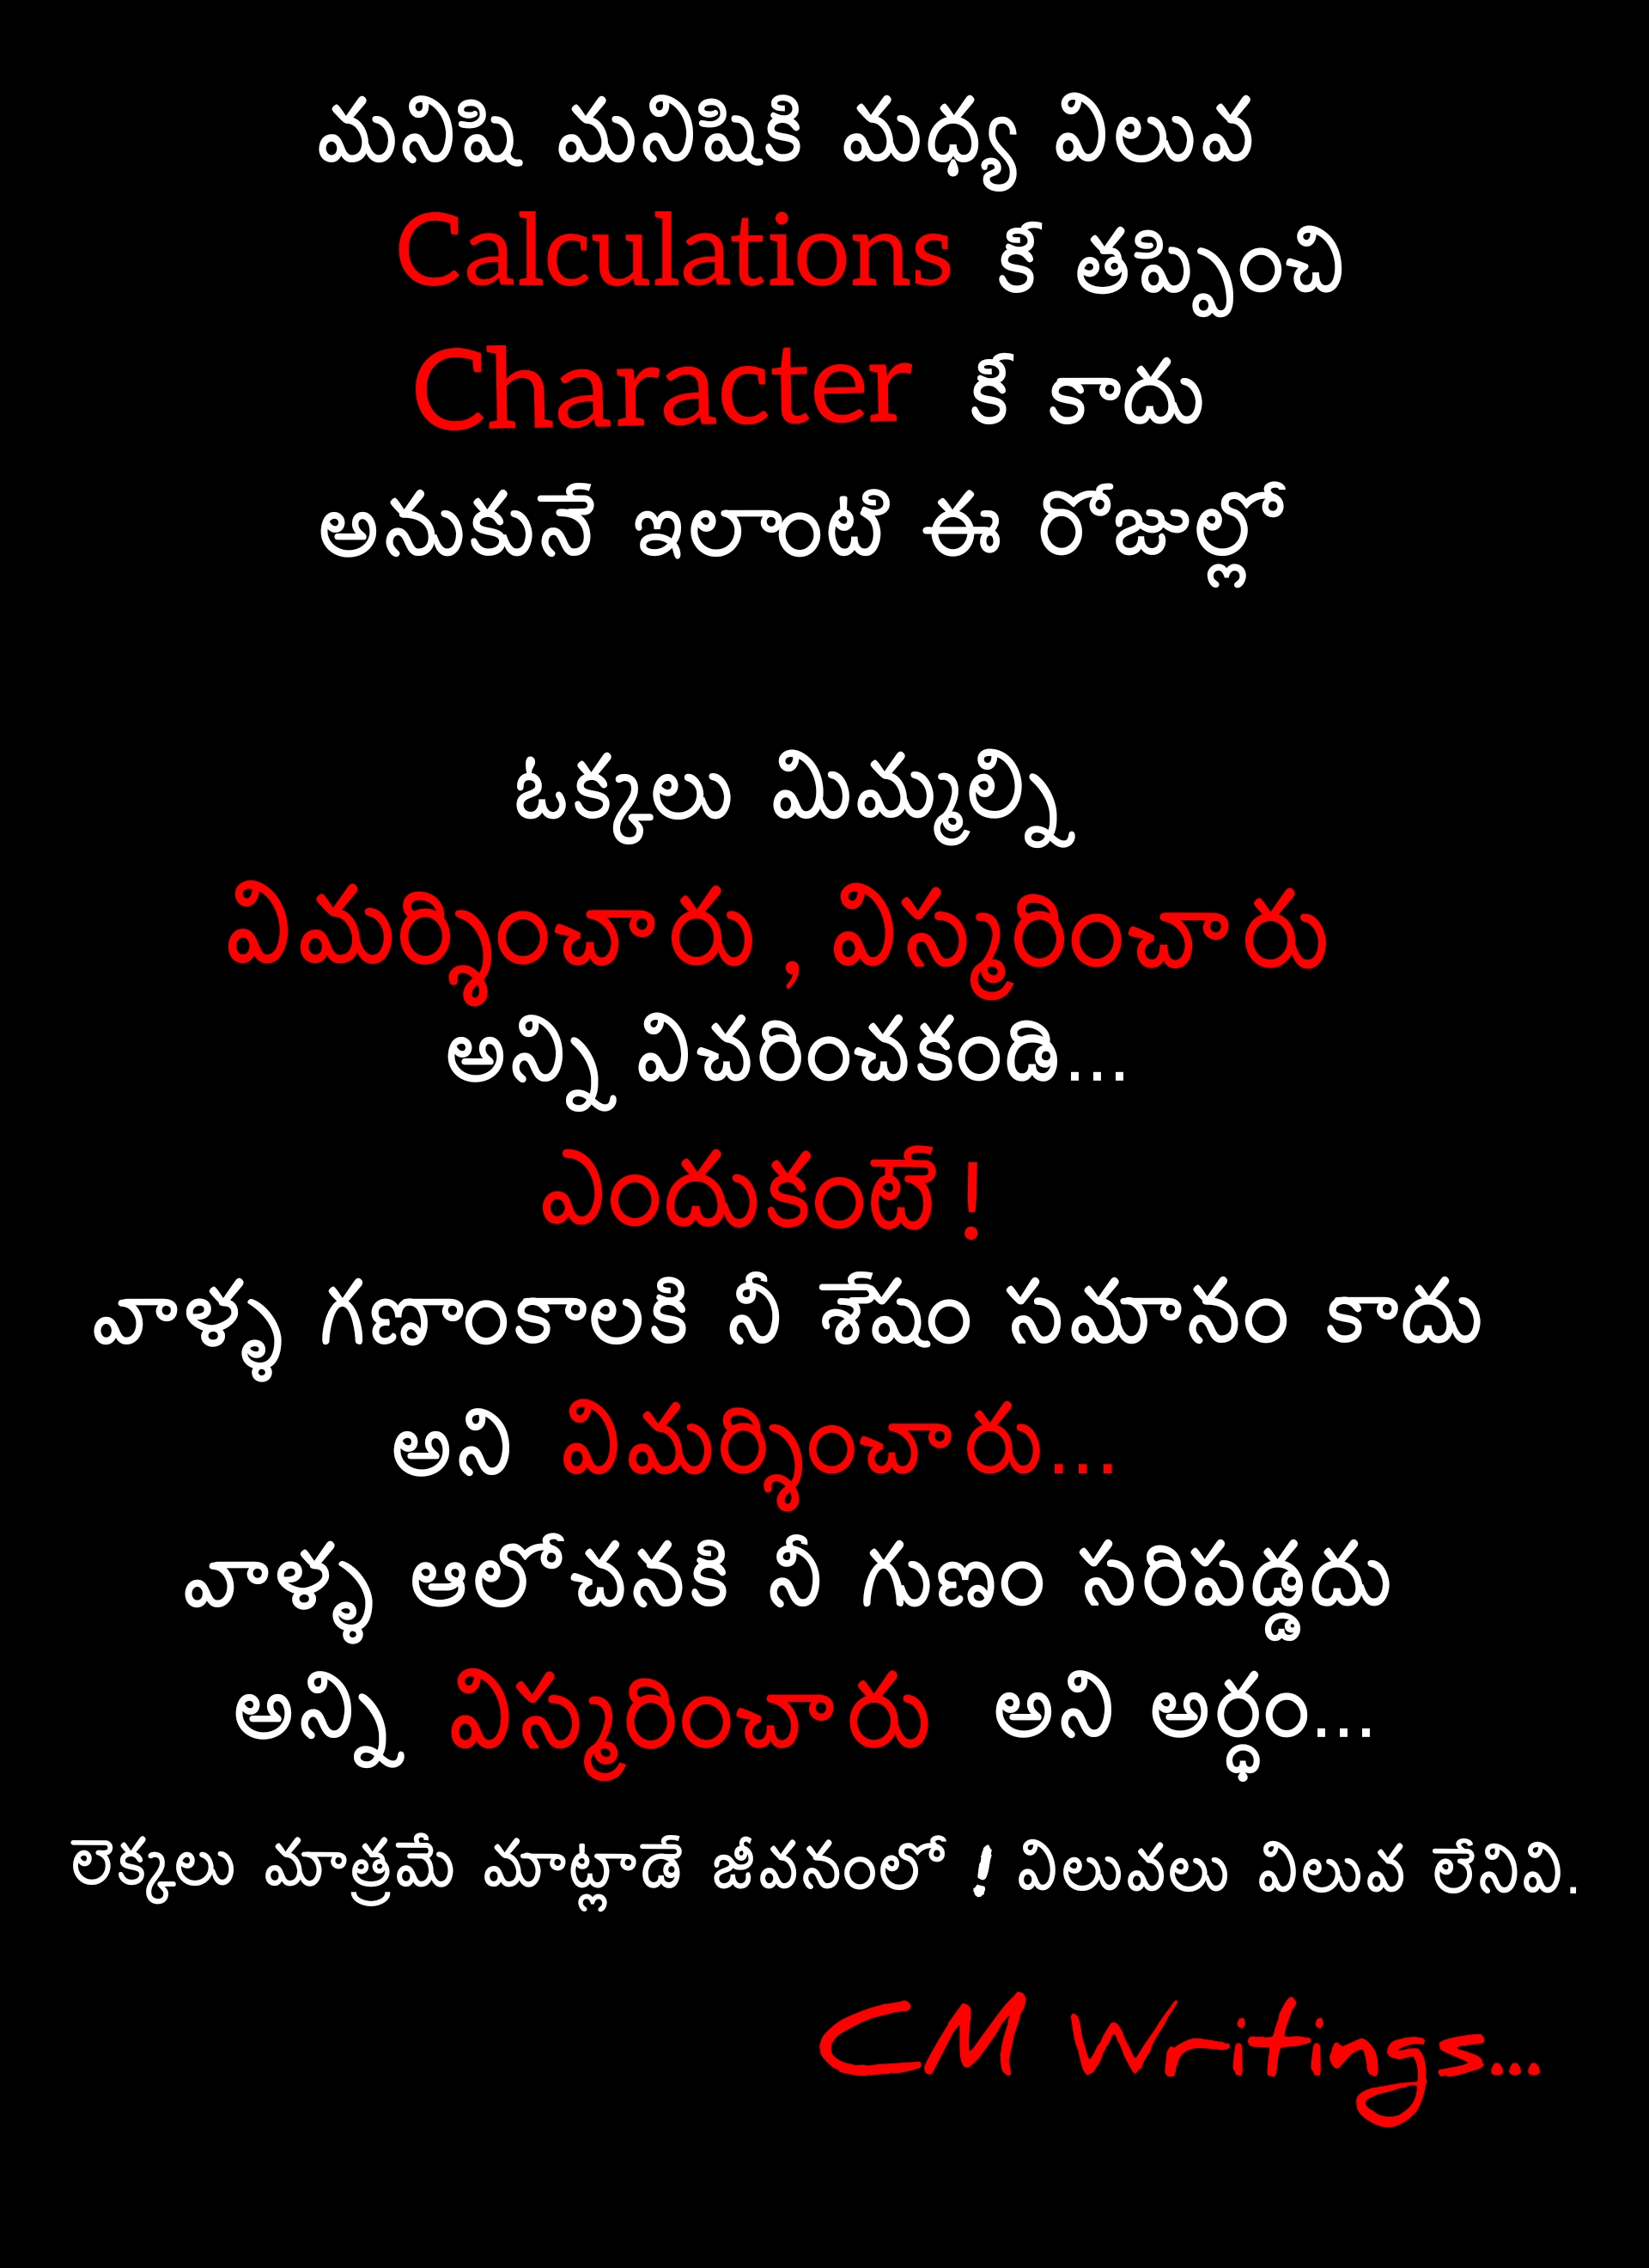 మనిషి మనిషికి మధ్య విలువ
Calculations కే తప్పించి
Character కే కాదు
అనుకునే ఇలాంటి ఈ రోజుల్లో
ఓక్కలు మిమ్మల్ని
విమర్శించారు , విస్మరించారు
అన్ని విచరించకండి...
ఎందుకంటే !
వాళ్ళు గణాంకాలకి నీ శేషం సమానం కాదు
అని విమర్శించారు...
వాళ్ళ ఆలోచనకి నీ గుణం సరిపడ్డదు
అన్ని విస్మరించారు అని అర్ధం...
లెక్కలు మాత్రమే మాట్లాడే జీవనంలో ! విలువలు విలువ లేనివి.
CM Writings...